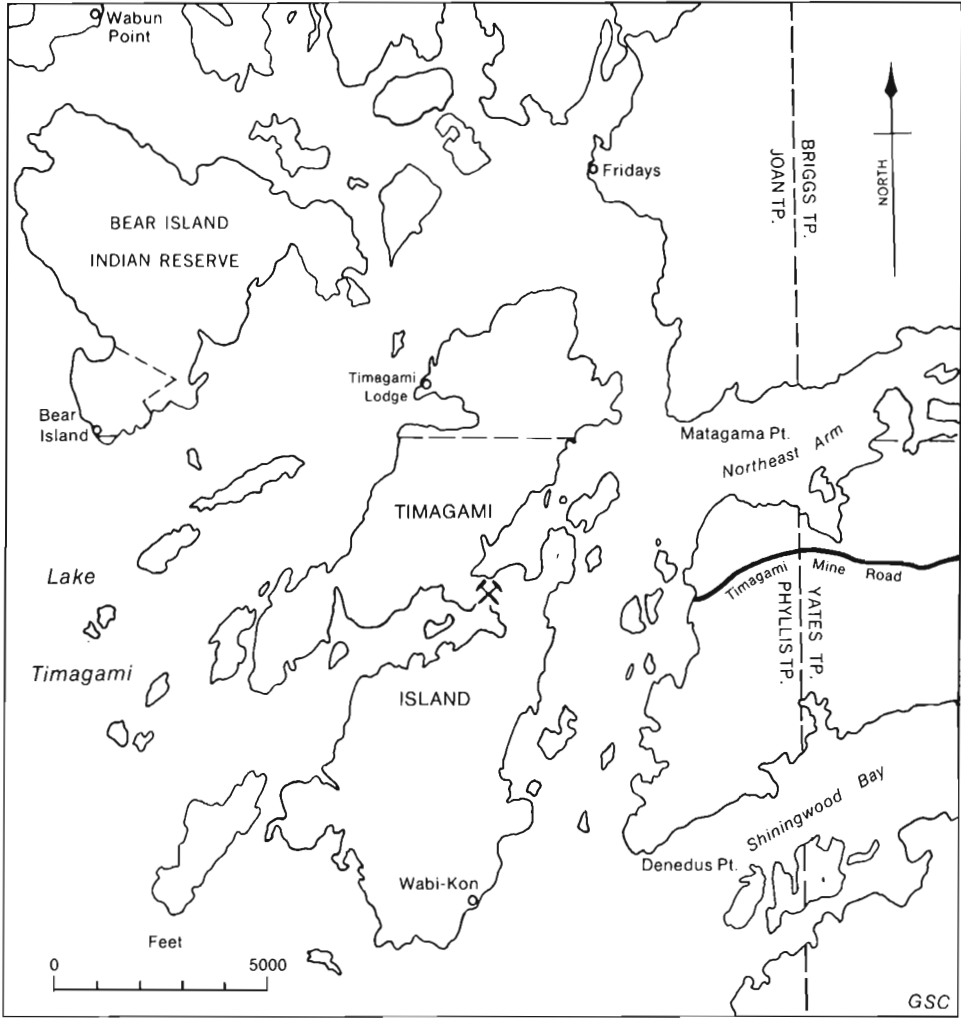 Wabun
Point
Fridays
BRIGGS TP.
JOAN TP.
NORTH
BEAR ISLAND
INDIAN RESERVE
Timagami
Lodge
Bear
Island
Matagama Pt.
Northeast Arm
TIMAGAMI
Lake
Timagami Mine Road
YATES TP.
PHYLLIS TP.
Timagami
ISLAND
Shiningwood Bay
Denedus Pt.
Wabi-Kon
Feet
0 5000
GSC